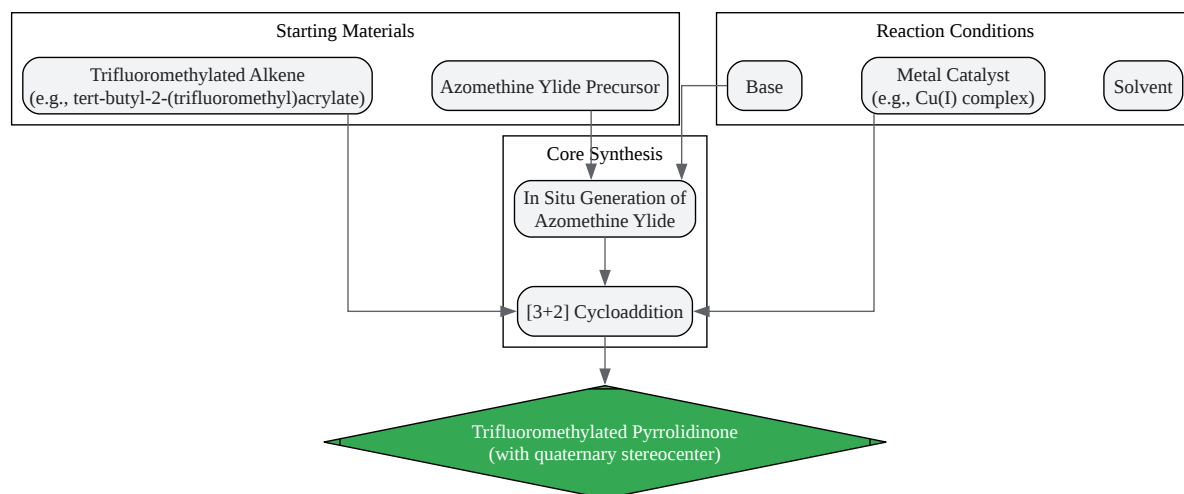 Starting Materials
Reaction Conditions
Trifluoromethylated Alkene
(e.g., tert-butyl-2-(trifluoromethyl)acrylate)
Azomethine Ylide Precursor
Base
Metal Catalyst
(e.g., Cu(I) complex)
Solvent
Core Synthesis
In Situ Generation of
Azomethine Ylide
[3+2] Cycloaddition
Trifluoromethylated Pyrrolidinone
(with quaternary stereocenter)